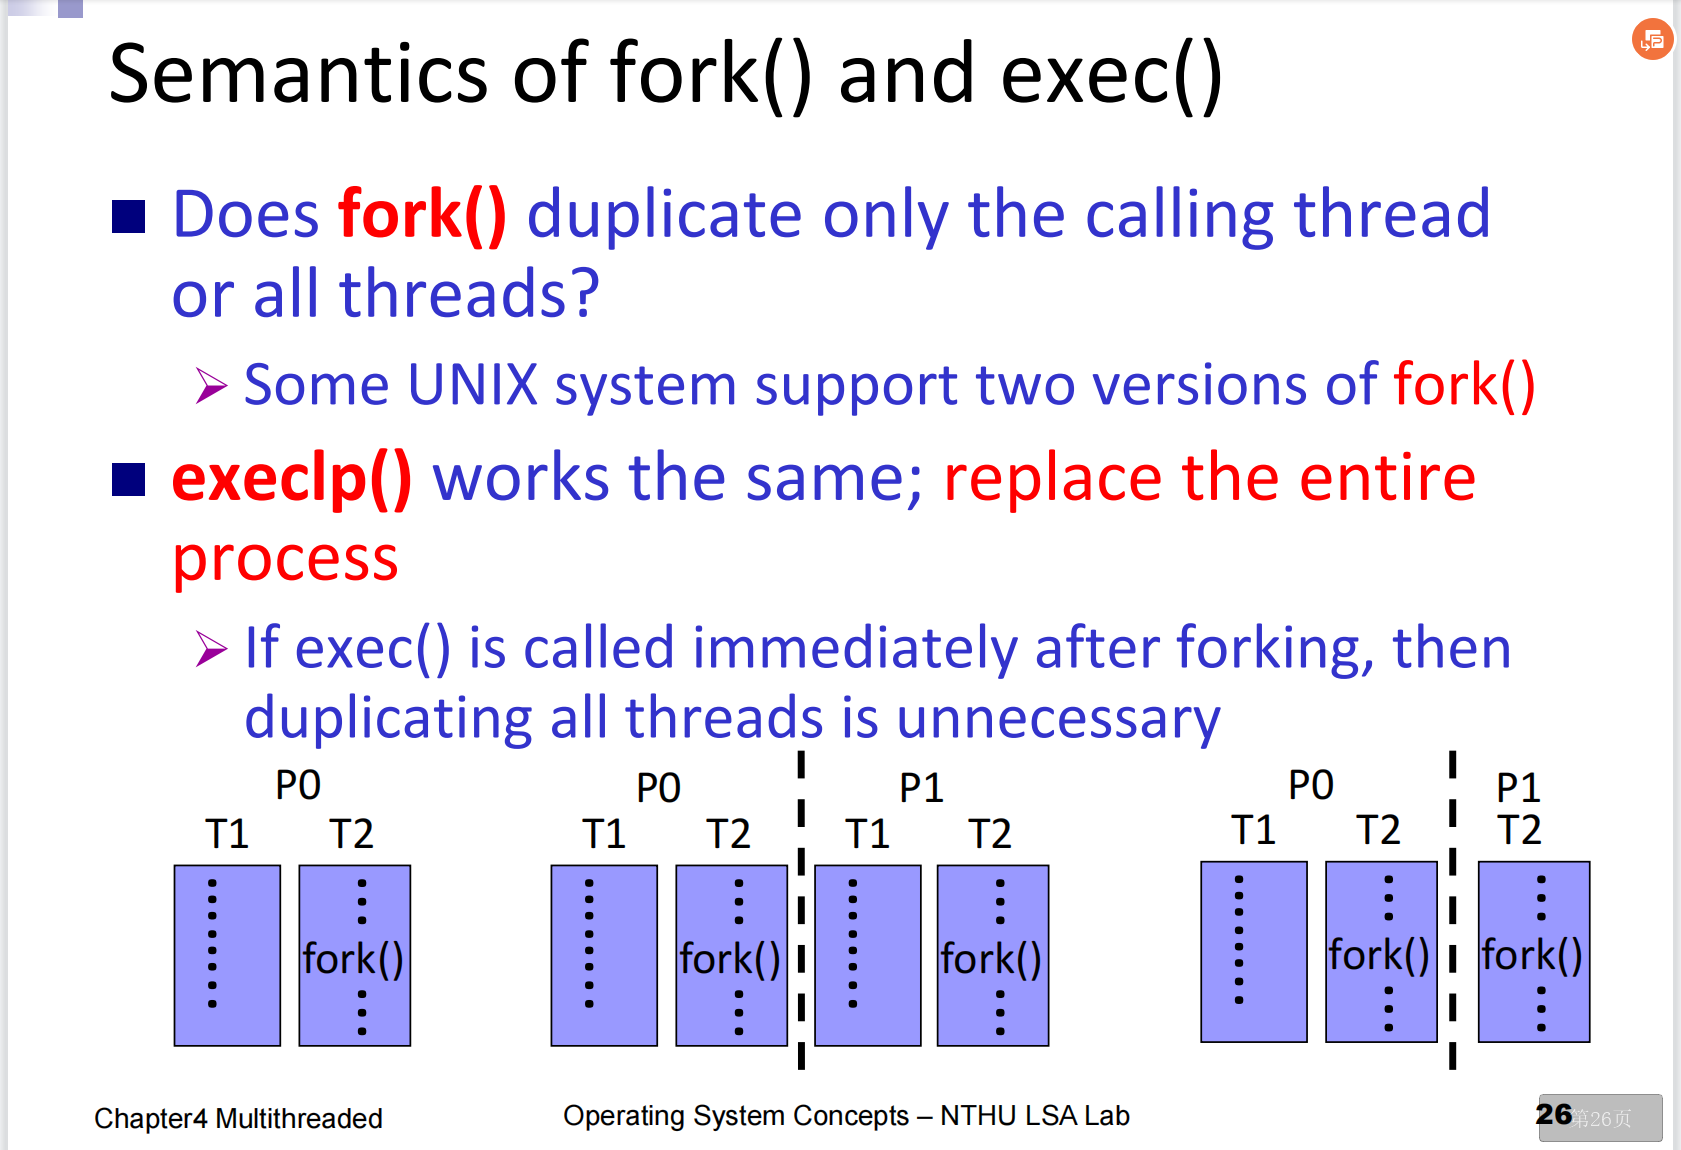 Semantics of fork() and exec()
Does fork() duplicate only the calling thread
or all threads?
Some UNIX system support two versions of fork()
execlp() works the same; replace the entire
process
If exec() is called immediately after forking, then
duplicating all threads is unnecessary
P0
T1 T2
fork()
P0 P1
T1 T2 T1 T2
fork() fork()
P0 P1
T1 T2 T2
fork() fork()
Chapter4 Multithreaded
Operating System Concepts – NTHU LSA Lab
26
第26页